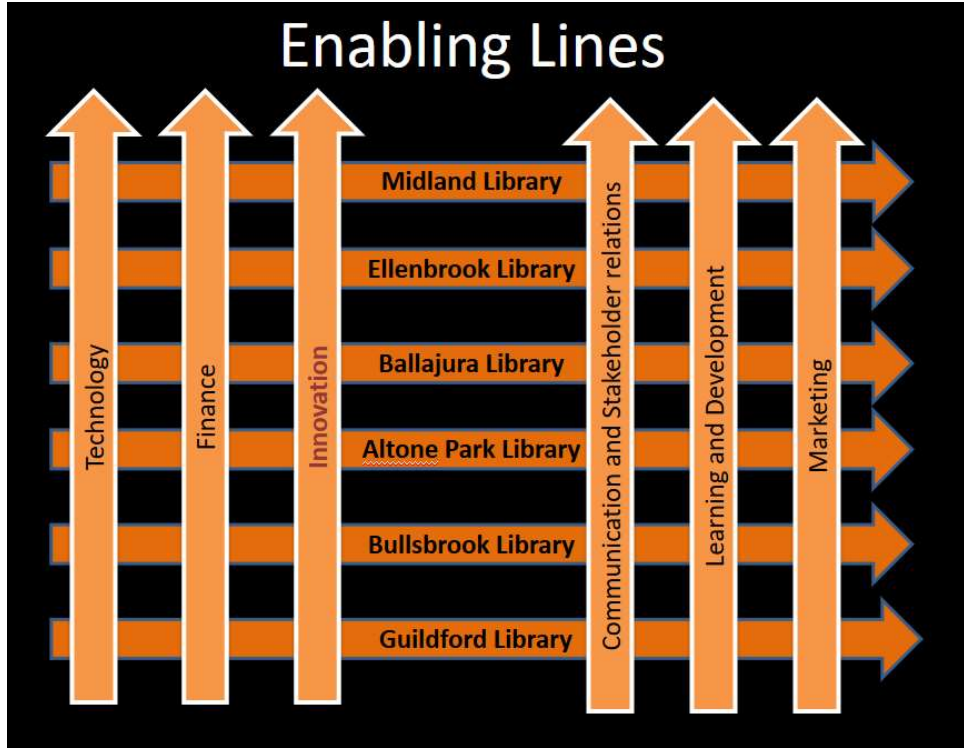 Enabling Lines
Midland Library
Ellenbrook Library
Ballajura Library
Altone Park Library
Bullsbrook Library
Guildford Library
Technology
Finance
Innovation
Communication and Stakeholder relations
Learning and Development
Marketing